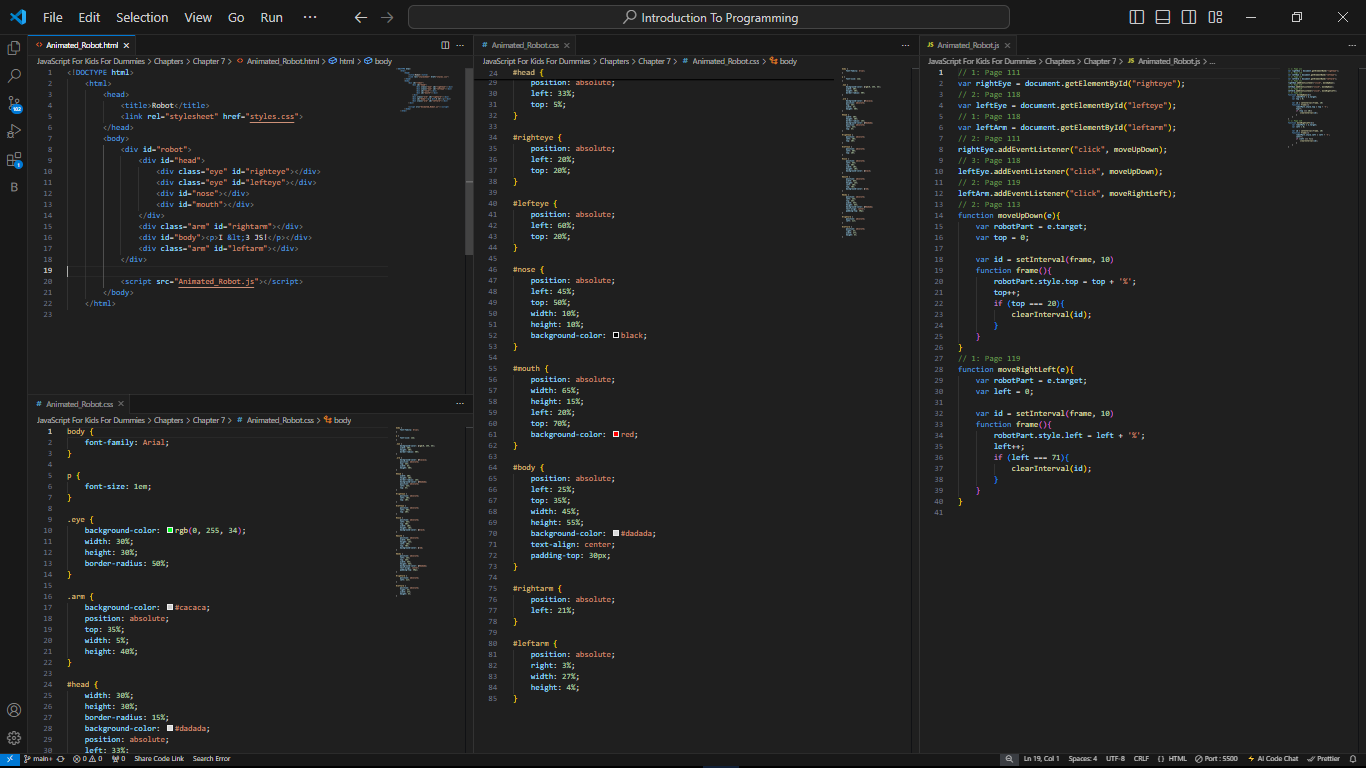 File Edit Selection View Go Run ··· Introduction To Programming
Animated_Robot.html
JavaScript For Kids For Dummies > Chapters > Chapter 7 > Animated_Robot.html > html > body
1 <!DOCTYPE html>
2 <html>
3 <head>
4 <title>Robot</title>
5 <link rel="stylesheet" href="styles.css">
6 </head>
7 <body>
8 <div id="robot">
9 <div id="head">
10 <div class="eye" id="righteye"></div>
11 <div class="eye" id="lefteye"></div>
12 <div id="nose"></div>
13 <div id="mouth"></div>
14 </div>
15 <div class="arm" id="rightarm"></div>
16 <div id="body"><p>I &lt;3 JS!</p></div>
17 <div class="arm" id="leftarm"></div>
18 </div>
19
20 <script src="Animated_Robot.js"></script>
21 </body>
22 </html>
23
Animated_Robot.css
JavaScript For Kids For Dummies > Chapters > Chapter 7 > # Animated_Robot.css > body
1 body {
2 font-family: Arial;
3 }
4
5 p {
6 font-size: 1em;
7 }
8
9 .eye {
10 background-color: rgb(0, 255, 34);
11 width: 30%;
12 height: 30%;
13 border-radius: 50%;
14 }
15
16 .arm {
17 background-color: #cacaca;
18 position: absolute;
19 top: 35%;
20 width: 5%;
21 height: 40%;
22 }
23
24 #head {
25 width: 30%;
26 height: 30%;
27 border-radius: 15%;
28 background-color: #dadada;
29 position: absolute;
30 left: 33%;
# Animated_Robot.css
JavaScript For Kids For Dummies > Chapters > Chapter 7 > # Animated_Robot.css > body
24 #head {
29 position: absolute;
30 left: 33%;
31 top: 5%;
32 }
33
34 #righteye {
35 position: absolute;
36 left: 20%;
37 top: 20%;
38 }
39
40 #lefteye {
41 position: absolute;
42 left: 60%;
43 top: 20%;
44 }
45
46 #nose {
47 position: absolute;
48 left: 45%;
49 top: 50%;
50 width: 10%;
51 height: 10%;
52 background-color: black;
53 }
54
55 #mouth {
56 position: absolute;
57 width: 65%;
58 height: 15%;
59 left: 20%;
60 top: 70%;
61 background-color: red;
62 }
63
64 #body {
65 position: absolute;
66 left: 25%;
67 top: 35%;
68 width: 45%;
69 height: 55%;
70 background-color: #dadada;
71 text-align: center;
72 padding-top: 30px;
73 }
74
75 #rightarm {
76 position: absolute;
77 left: 21%;
78 }
79
80 #leftarm {
81 position: absolute;
82 right: 3%;
83 width: 27%;
84 height: 4%;
85 }
JS Animated_Robot.js
JavaScript For Kids For Dummies > Chapters > Chapter 7 > JS Animated_Robot.js > ...
1 // 1: Page 111
2 var rightEye = document.getElementById("righteye");
3 // 2: Page 118
4 var leftEye = document.getElementById("lefteye");
5 // 1: Page 118
6 var leftArm = document.getElementById("leftarm");
7 // 2: Page 111
8 rightEye.addEventListener("click", moveUpDown);
9 // 3: Page 118
10 leftEye.addEventListener("click", moveUpDown);
11 // 2: Page 119
12 leftArm.addEventListener("click", moveRightLeft);
13 // 2: Page 113
14 function moveUpDown(e){
15 var robotPart = e.target;
16 var top = 0;
17
18 var id = setInterval(frame, 10)
19 function frame(){
20 robotPart.style.top = top + '%';
21 top++;
22 if (top === 20){
23 clearInterval(id);
24 }
25 }
26 }
27 // 1: Page 119
28 function moveRightLeft(e){
29 var robotPart = e.target;
30 var left = 0;
31
32 var id = setInterval(frame, 10)
33 function frame(){
34 robotPart.style.left = left + '%';
35 left++;
36 if (left === 71){
37 clearInterval(id);
38 }
39 }
40 }
41
main+ 0 0 0 Share Code Link Search Error Ln 19, Col 1 Spaces: 4 UTF-8 CRLF {} HTML Port : 5500 AI Code Chat Prettier